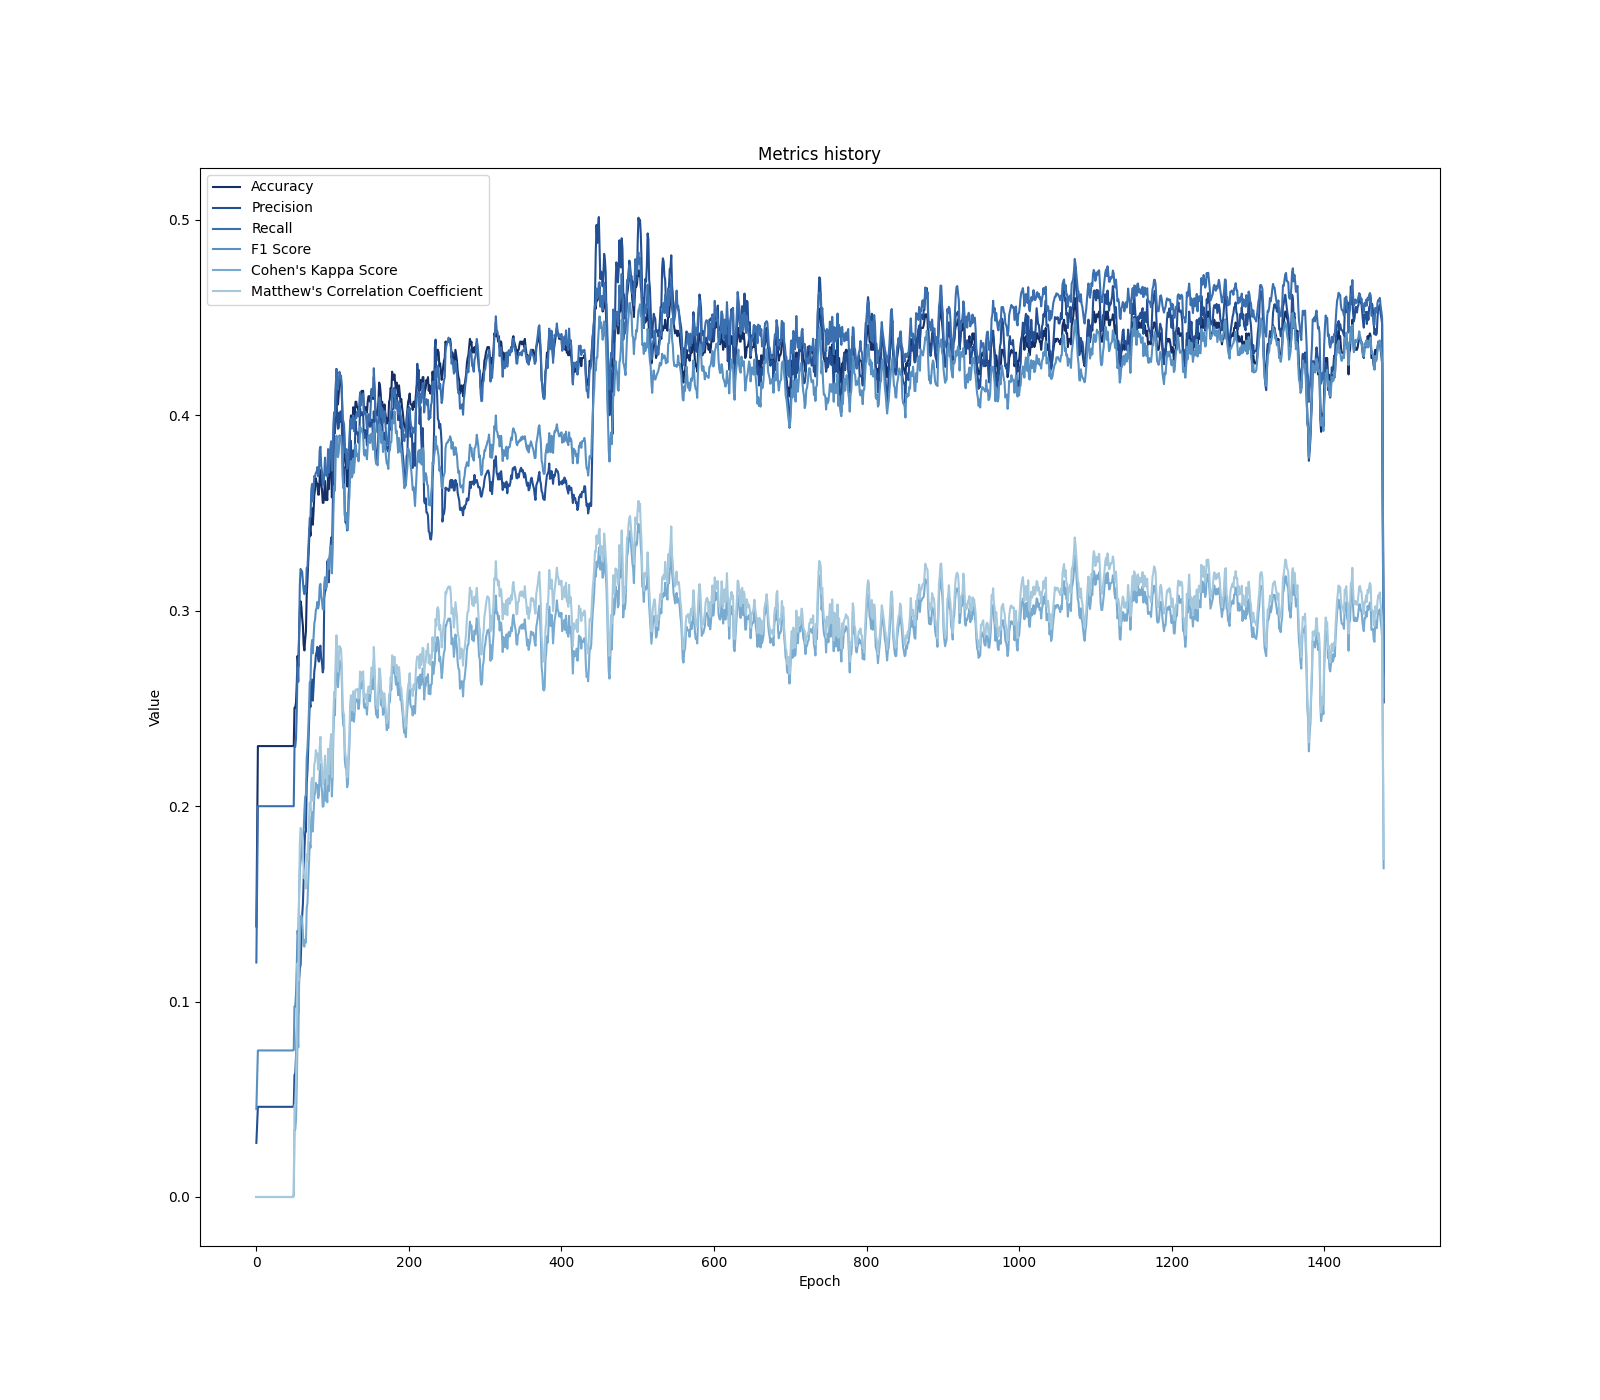 Metrics history
Accuracy
Precision
Recall
F1 Score
Cohen's Kappa Score
Matthew's Correlation Coefficient
0.5
0.4
0.3
0.2
0.1
0.0
Value
0 200 400 600 800 1000 1200 1400
Epoch